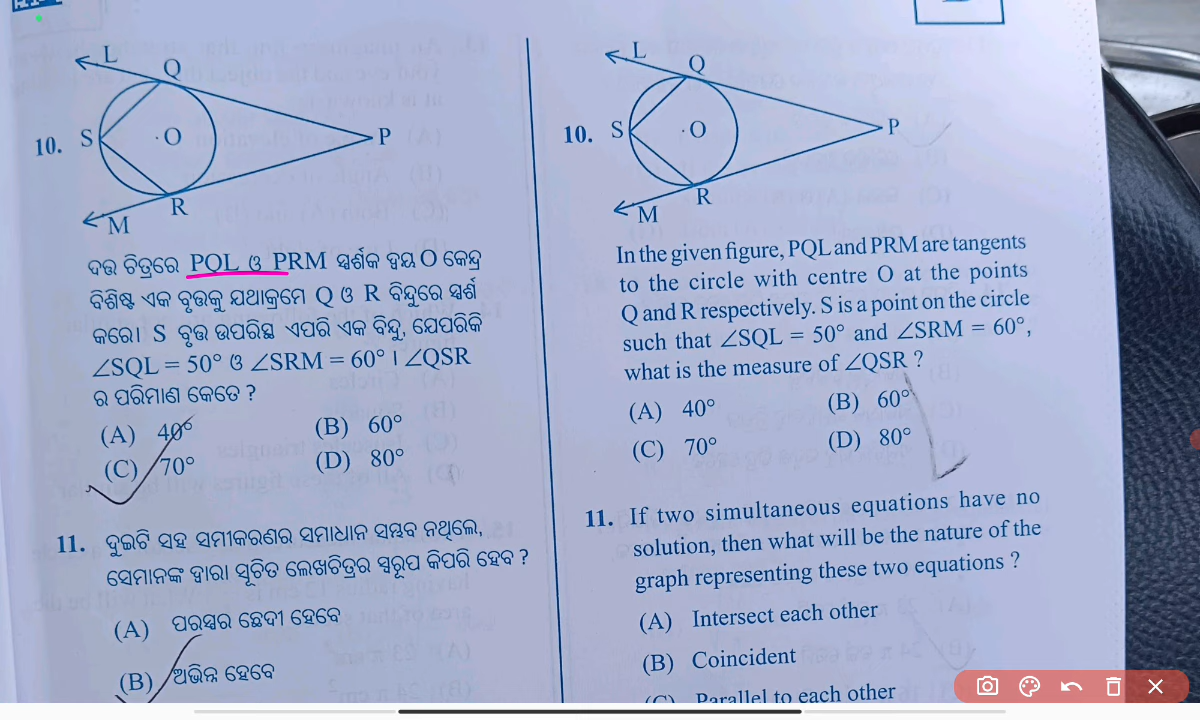 L
Q
10. S
·O
P
R
M
ଦତ୍ତ ଚିତ୍ରରେ PQL ଓ PRM ସ୍ପର୍ଶକ ଦ୍ୱୟ O କେନ୍ଦ୍ର
ବିଶିଷ୍ଟ ଏକ ବୃତ୍ତକୁ ଯଥାକ୍ରମେ Q ଓ R ବିନ୍ଦୁରେ ସ୍ପର୍ଶ
କରେ। S ବୃତ୍ତ ଉପରିସ୍ଥ ଏପରି ଏକ ବିନ୍ଦୁ, ଯେପରିକି
∠SQL = 50° ଓ ∠SRM = 60° । ∠QSR
ର ପରିମାଣ କେତେ ?
(A) 40° (B) 60°
(C) 70° (D) 80°
11. ଦୁଇଟି ସହ ସମୀକରଣର ସମାଧାନ ସମ୍ଭବ ନଥିଲେ,
ସେମାନଙ୍କ ଦ୍ୱାରା ସୂଚିତ ଲେଖଚିତ୍ରର ସ୍ୱରୂପ କିପରି ହେବ ?
(A) ପରସ୍ପର ଛେଦୀ ହେବେ
(B) ଅଭିନ୍ନ ହେବେ
L
Q
10. S
·O
P
R
M
In the given figure, PQL and PRM are tangents
to the circle with centre O at the points
Q and R respectively. S is a point on the circle
such that ∠SQL = 50° and ∠SRM = 60°,
what is the measure of ∠QSR ?
(A) 40° (B) 60°
(C) 70° (D) 80°
11. If two simultaneous equations have no
solution, then what will be the nature of the
graph representing these two equations ?
(A) Intersect each other
(B) Coincident
(C) Parallel to each other